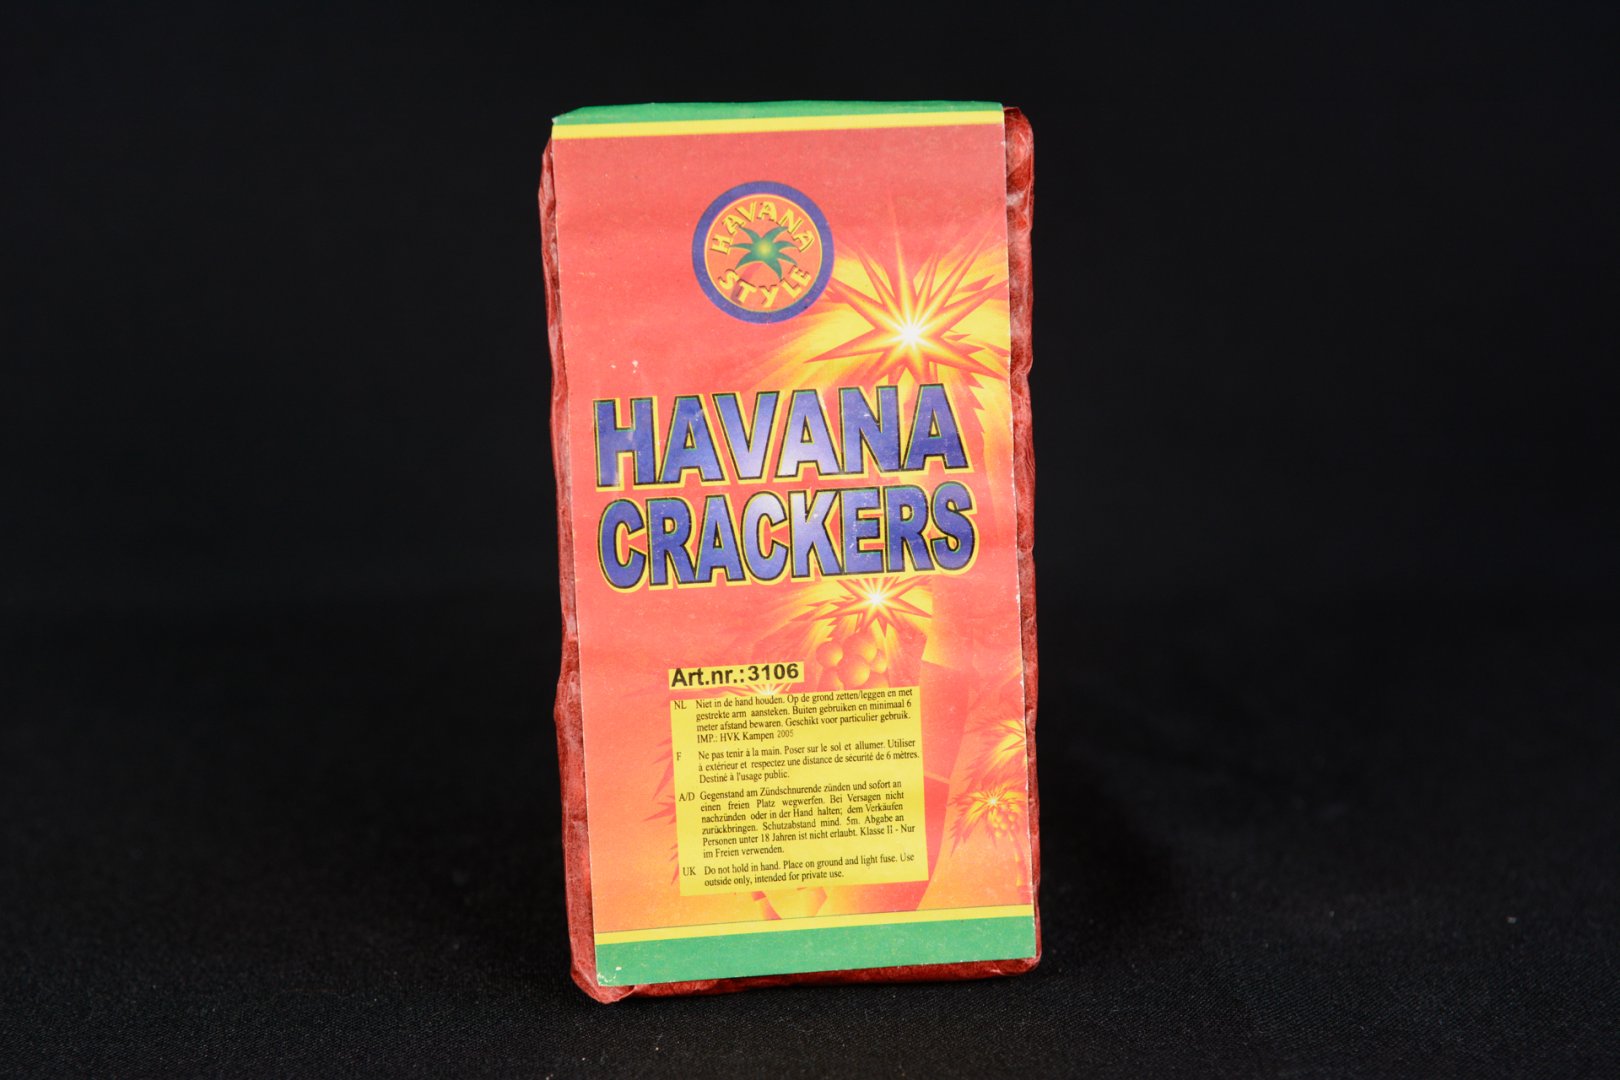 HAVANA
STYLE
HAVANA
CRACKERS
Art.nr.:3106
NL Niet in de hand houden. Op de grond zetten/leggen en met
gestrekte arm aansteken. Buiten gebruiken en minimaal 6
meter afstand bewaren. Geschikt voor particulier gebruik.
IMP.: HVK Kampen 2005
F Ne pas tenir à la main. Poser sur le sol et allumer. Utiliser
à extérieur et respectez une distance de sécurité de 6 mètres.
Destiné à l'usage public.
A/D Gegenstand am Zündschnurende zünden und sofort an
einen freien Platz wegwerfen. Bei Versagen nicht
nachzünden oder in der Hand halten; dem Verkäufen
zurückbringen. Schutzabstand mind. 5m. Abgabe an
Personen unter 18 Jahren ist nicht erlaubt. Klasse II - Nur
im Freien verwenden.
UK Do not hold in hand. Place on ground and light fuse. Use
outside only, intended for private use.